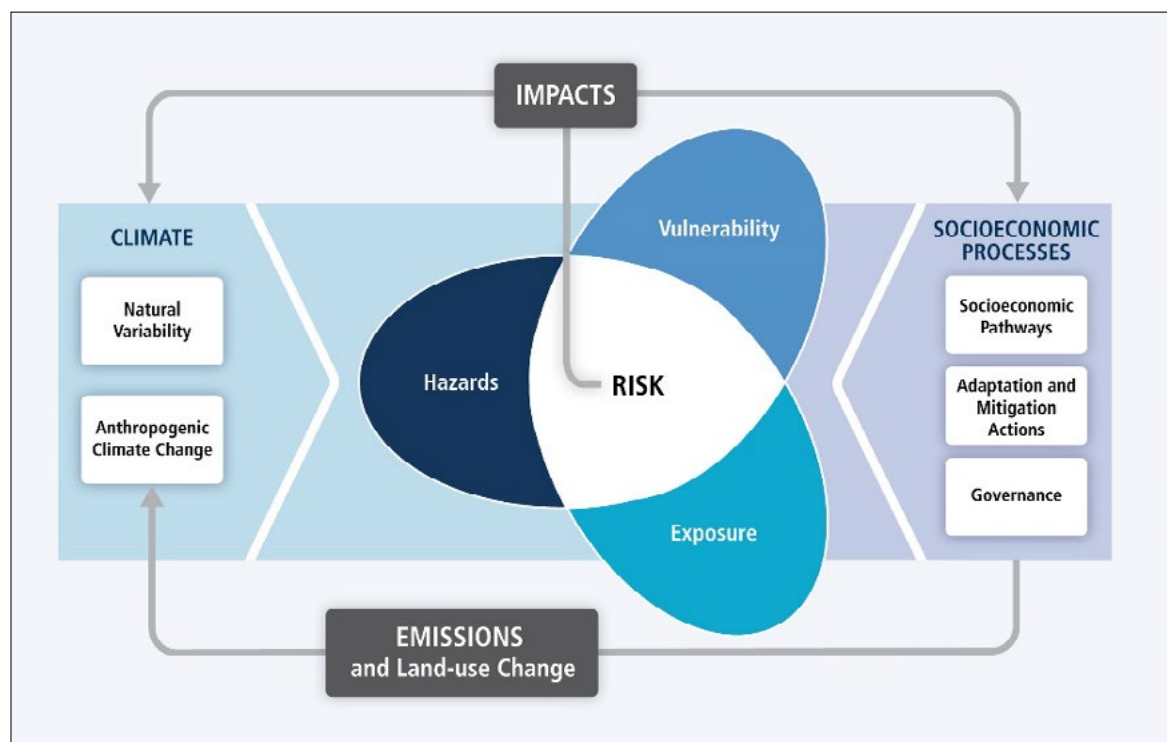 IMPACTS
CLIMATE
Natural
Variability
Anthropogenic
Climate Change
Vulnerability
Hazards
RISK
Exposure
SOCIOECONOMIC
PROCESSES
Socioeconomic
Pathways
Adaptation and
Mitigation
Actions
Governance
EMISSIONS
and Land-use Change